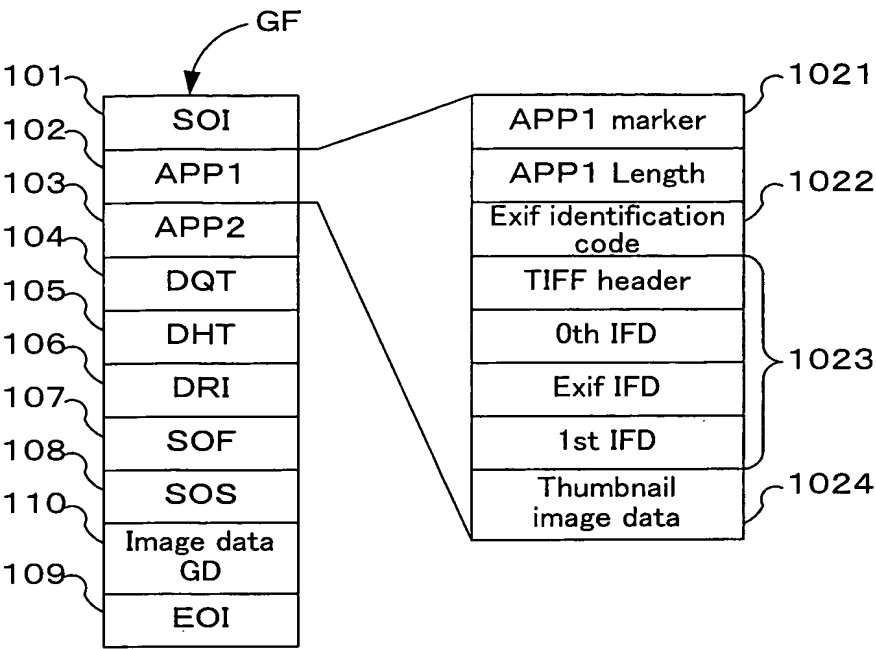 GF
101
SOI
102
APP1
103
APP2
104
DQT
105
DHT
106
DRI
107
SOF
108
SOS
110
Image data
GD
109
EOI
1021
APP1 marker
APP1 Length
1022
Exif identification
code
TIFF header
0th IFD
1023
Exif IFD
1st IFD
1024
Thumbnail
image data